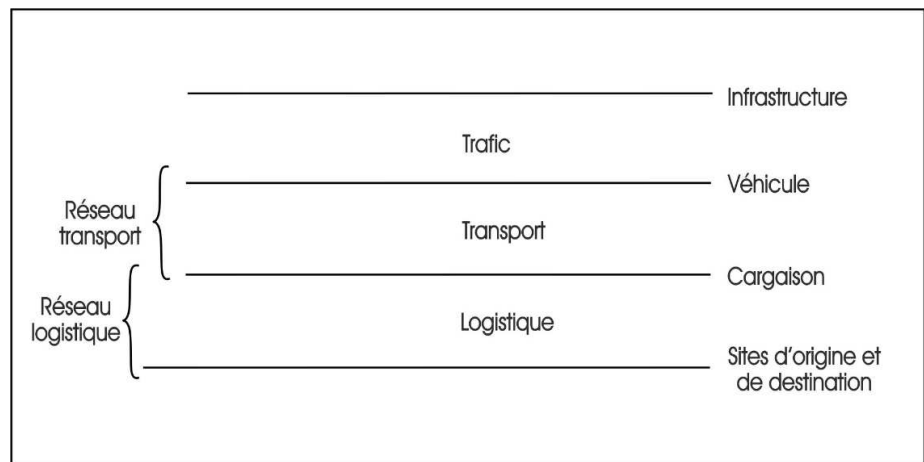 Infrastructure
Trafic
Véhicule
Réseau
transport
Transport
Cargaison
Réseau
logistique
Logistique
Sites d'origine et
de destination